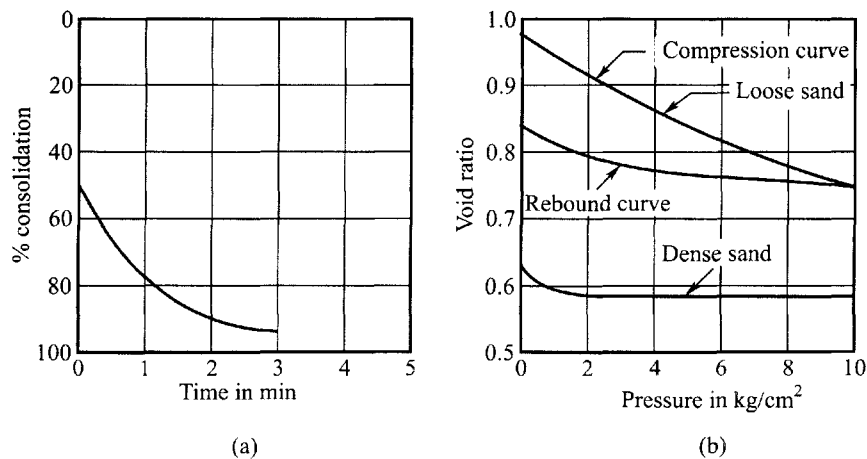 0
20
40
60
80
100
% consolidation
0 1 2 3 4 5
Time in min
(a)
1.0
0.9
0.8
0.7
0.6
0.5
Void ratio
Compression curve
Loose sand
Rebound curve
Dense sand
0 2 4 6 8 10
Pressure in kg/cm²
(b)